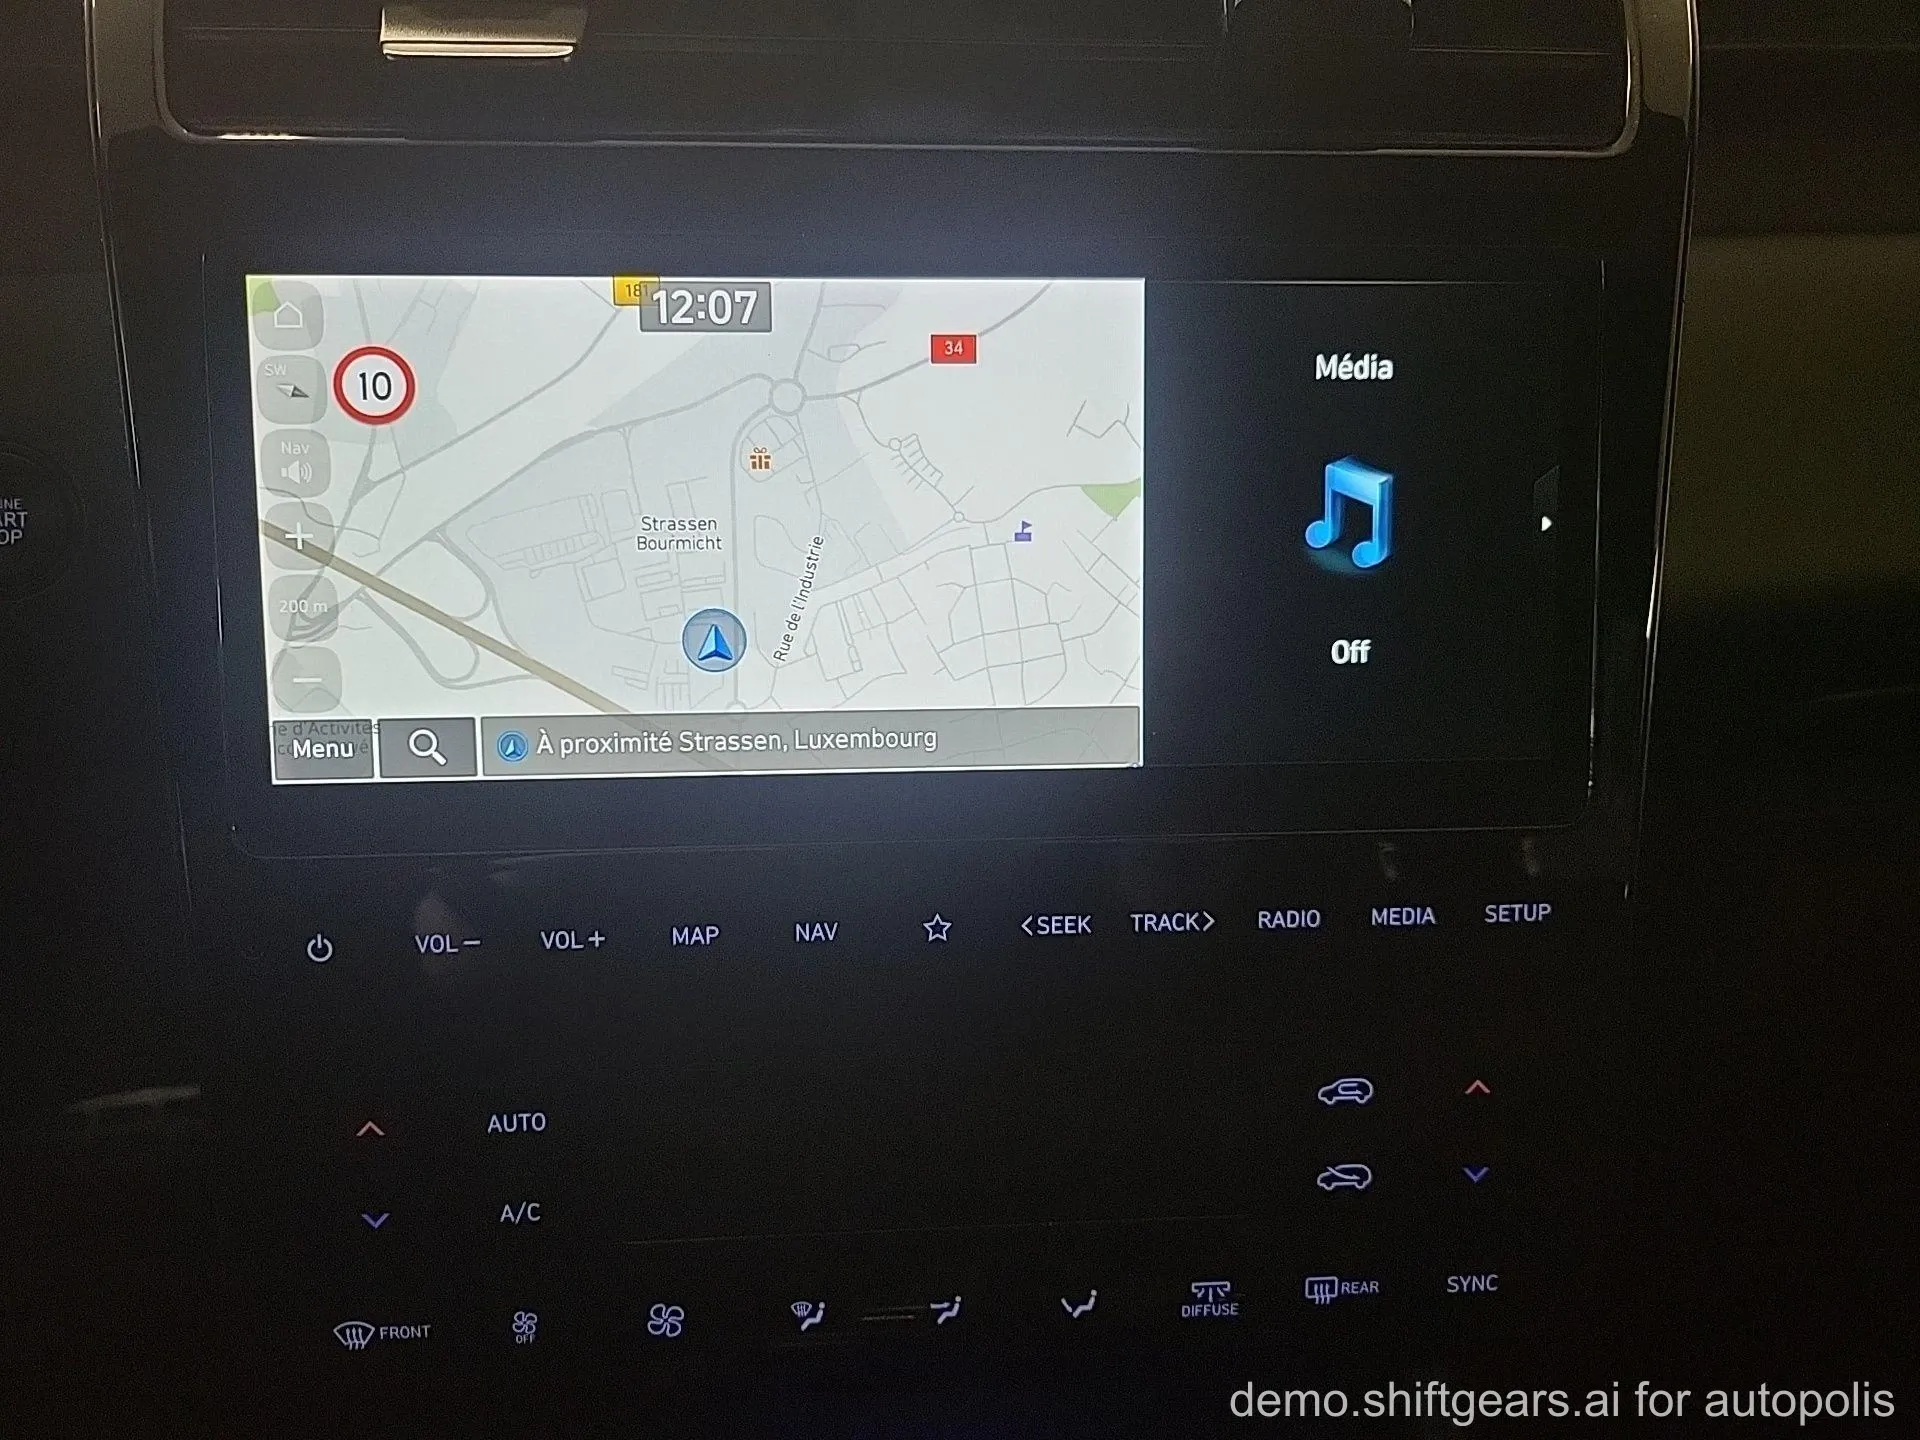 181
12:07
34
SW
10
Nav
Strassen
Bourmicht
Rue de l'Industrie
200 m
e d'Activités
Menu
À proximité Strassen, Luxembourg
Média
Off
VOL−
VOL+
MAP
NAV
<SEEK
TRACK>
RADIO
MEDIA
SETUP
AUTO
A/C
FRONT
OFF
DIFFUSE
REAR
SYNC
demo.shiftgears.ai for autopolis